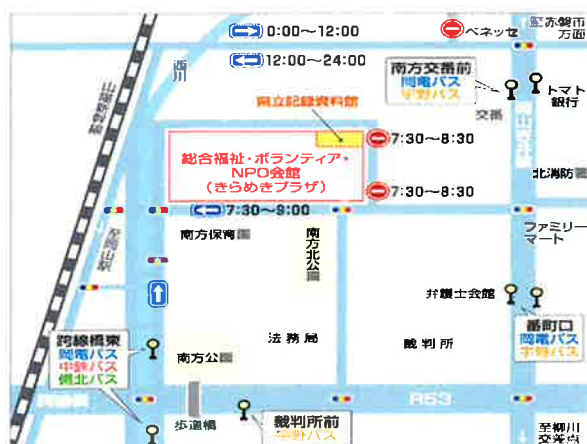 0:00～12:00
12:00～24:00
ベネッセ
至赤磐市
方面
西川
南方交番前
岡電バス
宇野バス
交番
トマト
銀行
県立記録資料館
7:30～8:30
総合福祉・ボランティア・
NPO会館
(きらめきプラザ)
7:30～8:30
北消防署
7:30～9:00
ファミリー
マート
南方保育園
南方北公園
弁護士会館
番町口
岡電バス
宇野バス
跨線橋東
岡電バス
中鉄バス
備北バス
南方公園
法務局
裁判所
R53
歩道橋
裁判所前
宇野バス
至柳川
交差点